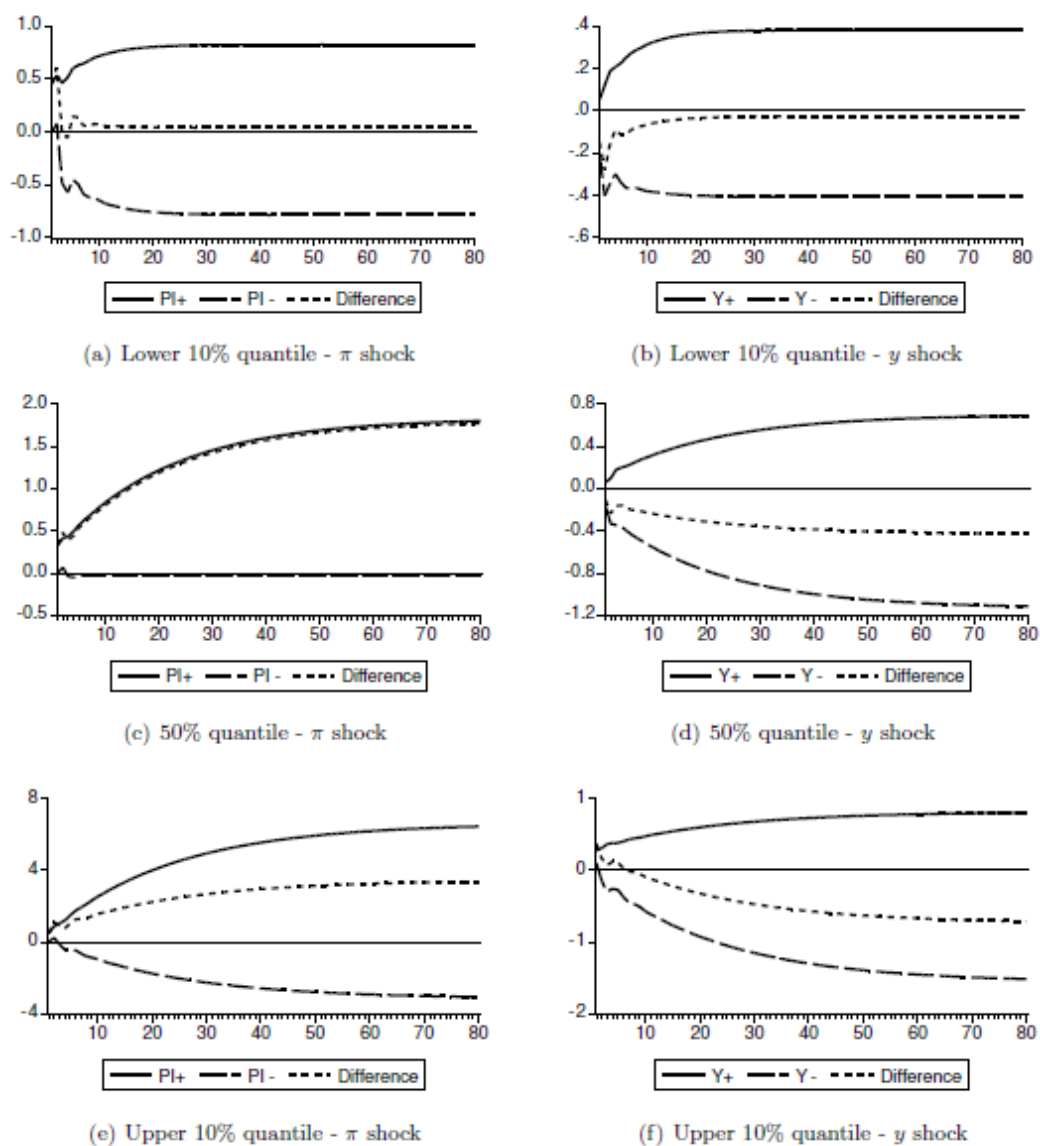 1.0
0.5
0.0
-0.5
-1.0
10 20 30 40 50 60 70 80
PI+ PI - Difference
(a) Lower 10% quantile - π shock
.4
.2
.0
-.2
-.4
-.6
10 20 30 40 50 60 70 80
Y+ Y - Difference
(b) Lower 10% quantile - y shock
2.0
1.5
1.0
0.5
0.0
-0.5
10 20 30 40 50 60 70 80
PI+ PI - Difference
(c) 50% quantile - π shock
0.8
0.4
0.0
-0.4
-0.8
-1.2
10 20 30 40 50 60 70 80
Y+ Y - Difference
(d) 50% quantile - y shock
8
4
0
-4
10 20 30 40 50 60 70 80
PI+ PI - Difference
(e) Upper 10% quantile - π shock
1
0
-1
-2
10 20 30 40 50 60 70 80
Y+ Y - Difference
(f) Upper 10% quantile - y shock